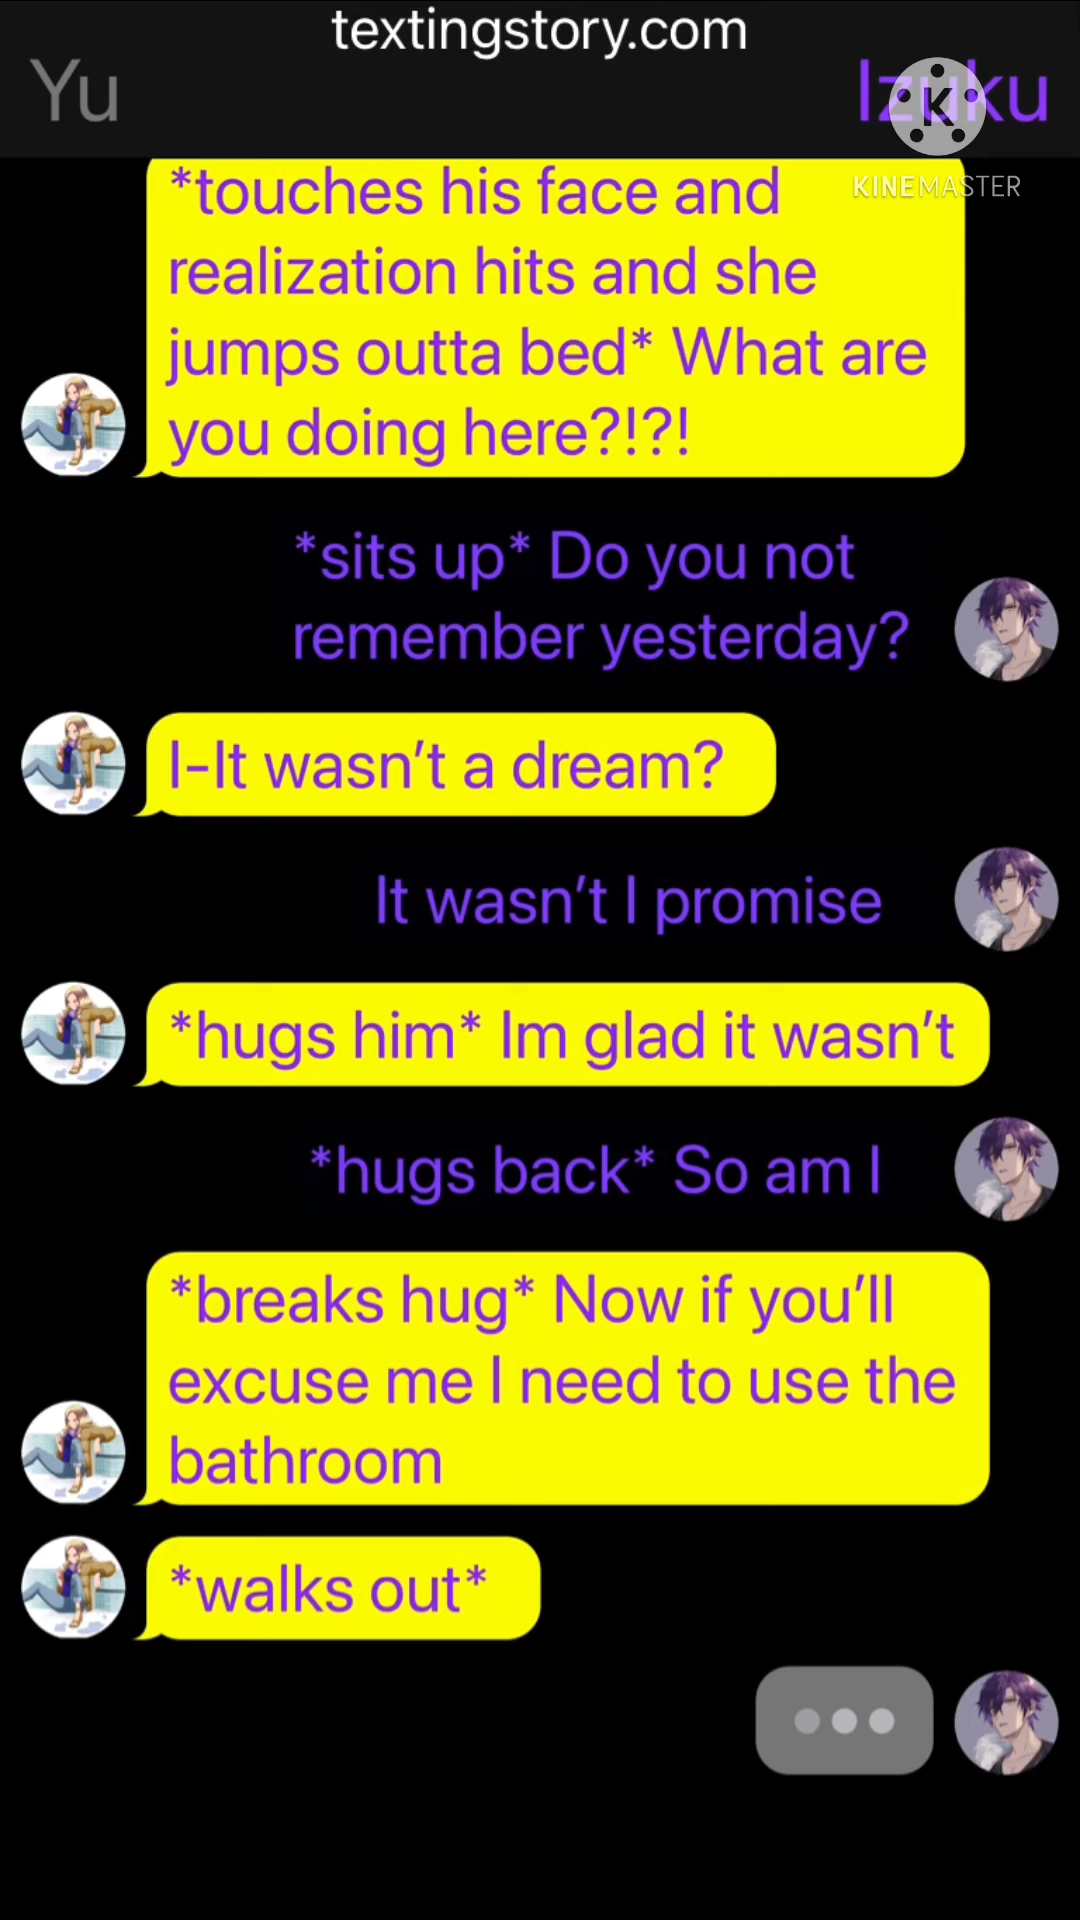 textingstory.com
Yu
Izuku
K
KINEMASTER
*touches his face and
realization hits and she
jumps outta bed* What are
you doing here?!?!
*sits up* Do you not
remember yesterday?
I-It wasn't a dream?
It wasn't I promise
*hugs him* Im glad it wasn't
*hugs back* So am I
*breaks hug* Now if you'll
excuse me I need to use the
bathroom
*walks out*